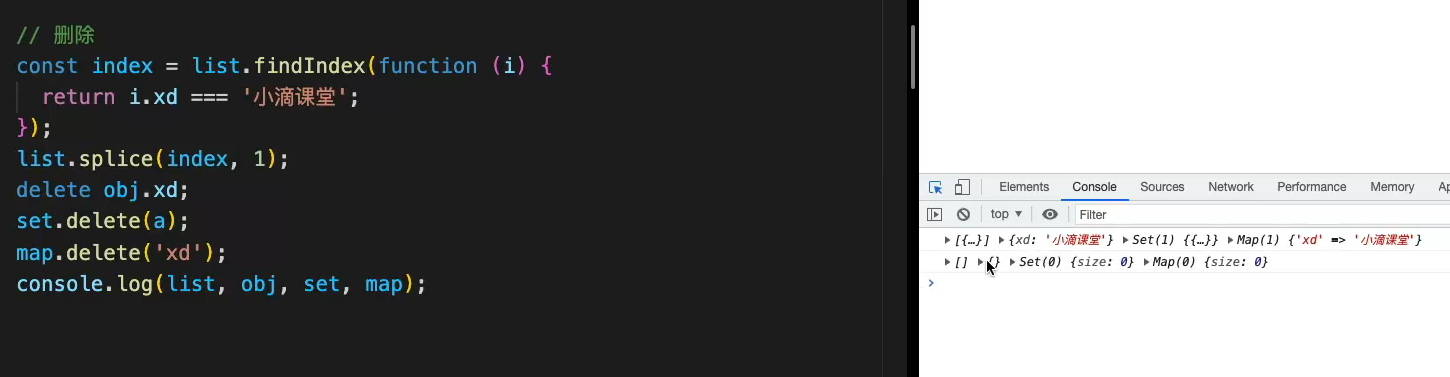 // 删除
const index = list.findIndex(function (i) {
return i.xd === '小滴课堂';
});
list.splice(index, 1);
delete obj.xd;
set.delete(a);
map.delete('xd');
console.log(list, obj, set, map);
Elements Console Sources Network Performance Memory Ap
top ▼ Filter
▶ [{…}] ▶ {xd: '小滴课堂'} ▶ Set(1) {{…}} ▶ Map(1) {'xd' => '小滴课堂'}
▶ [] ▶ {} ▶ Set(0) {size: 0} ▶ Map(0) {size: 0}
>